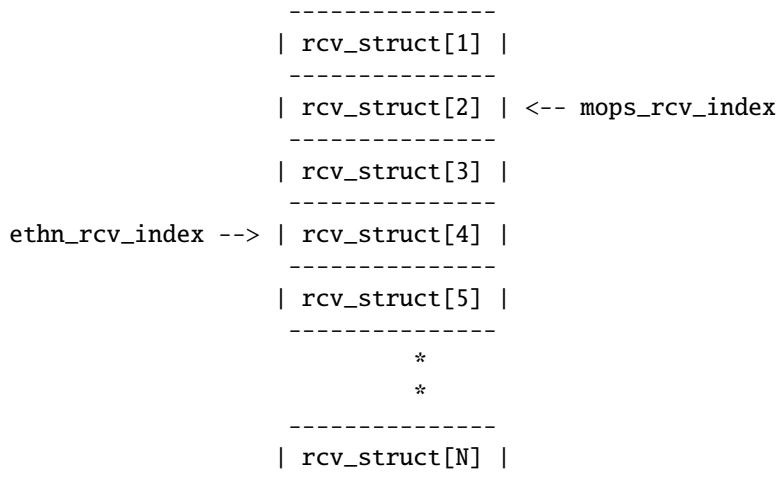 ---------------
| rcv_struct[1] |
---------------
| rcv_struct[2] | <-- mops_rcv_index
---------------
| rcv_struct[3] |
---------------
ethn_rcv_index --> | rcv_struct[4] |
---------------
| rcv_struct[5] |
---------------
*
*
---------------
| rcv_struct[N] |